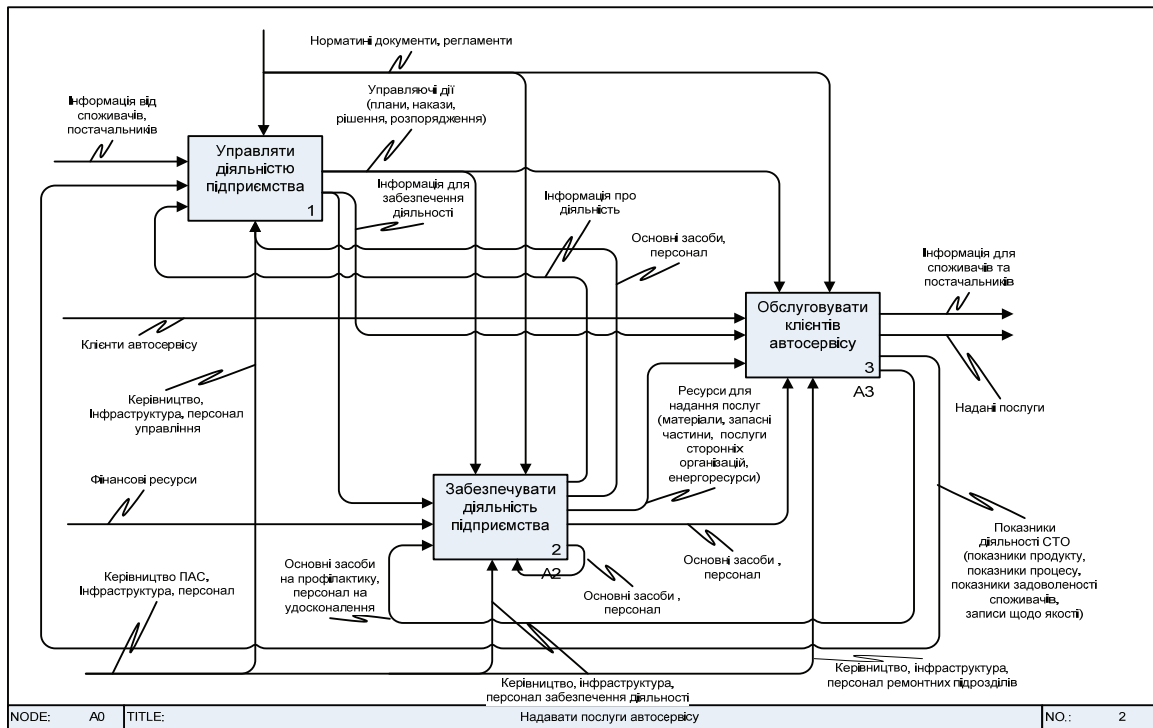 Норматині документи, регламенти
Управляючі дії
(плани, накази,
рішення, розпорядження)
Інформація від
споживачів,
постачальників
Управляти
діяльністю
підприємства
1
Інформація для
забезпечення
діяльності
Інформація про
діяльність
Основні засоби,
персонал
Інформація для
споживачів та
постачальників
Обслуговувати
клієнтів
автосервісу
3
А3
Клієнти автосервісу
Надані послуги
Керівництво,
Інфраструктура, персонал
управління
Ресурси для
надання послуг
(матеріали, запасні
частини, послуги
сторонніх
організацій,
енергоресурси)
Фінансові ресурси
Забезпечувати
діяльність
підприємства
2
А2
Основні засоби,
персонал
Показники
діяльності СТО
(показники продукту,
показники процесу,
показники задоволеності
споживачів,
записи щодо якості)
Основні засоби
на профілактику,
персонал на
удосконалення
Основні засоби,
персонал
Керівництво ПАС,
Інфраструктура, персонал
Керівництво, інфраструктура,
персонал забезпечення діяльності
Керівництво, інфраструктура,
персонал ремонтних підрозділів
NODE: A0 TITLE: Надавати послуги автосервісу NO.: 2